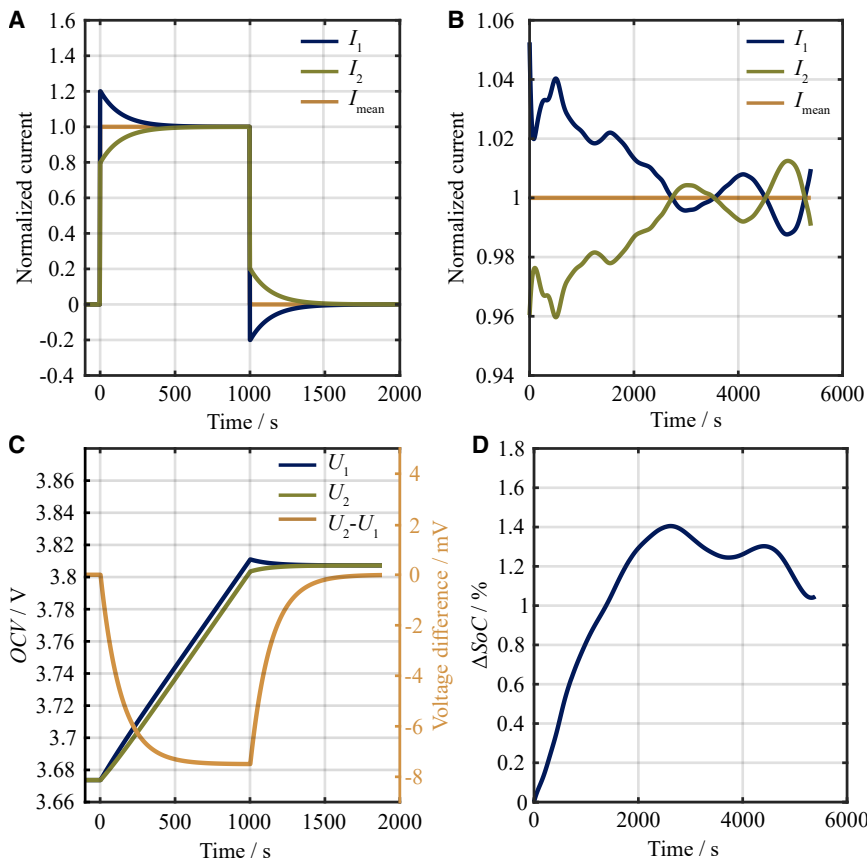 A
1.6
1.4
1.2
1.0
0.8
0.6
0.4
0.2
0
-0.2
-0.4
Normalized current
I₁
I₂
Iₘₑₐₙ
0 500 1000 1500 2000
Time / s
B
1.06
1.04
1.02
1
0.98
0.96
0.94
Normalized current
I₁
I₂
Iₘₑₐₙ
0 2000 4000 6000
Time / s
C
3.86
3.84
3.82
3.8
3.78
3.76
3.74
3.72
3.7
3.68
3.66
OCV / V
U₁
U₂
U₂-U₁
4
2
0
-2
-4
-6
-8
Voltage difference / mV
0 500 1000 1500 2000
Time / s
D
1.8
1.6
1.4
1.2
1.0
0.8
0.6
0.4
0.2
0
ΔSoC / %
0 2000 4000 6000
Time / s